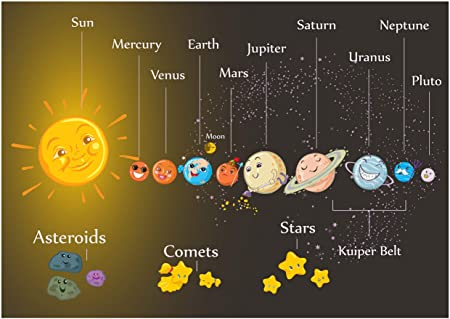 Sun
Mercury
Venus
Earth
Moon
Mars
Jupiter
Saturn
Uranus
Neptune
Pluto
Asteroids
Comets
Stars
Kuiper Belt